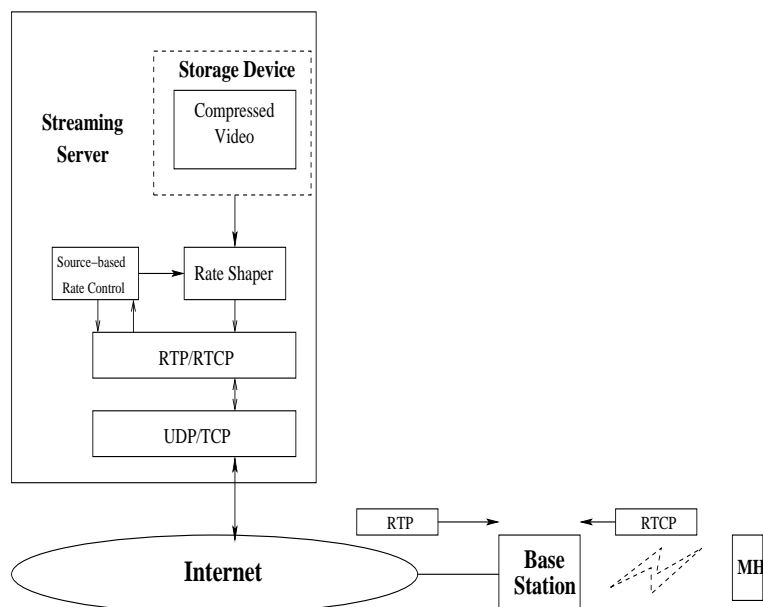 Storage Device
Compressed
Video
Streaming
Server
Source-based
Rate Control
Rate Shaper
RTP/RTCP
UDP/TCP
RTP
RTCP
Internet
Base
Station
MH